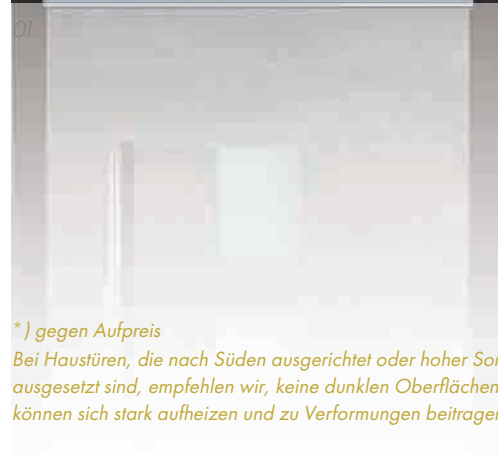 01
*) gegen Aufpreis
Bei Haustüren, die nach Süden ausgerichtet oder hoher
ausgesetzt sind, empfehlen wir, keine dunklen Oberflächen
können sich stark aufheizen und zu Verformungen beitragen